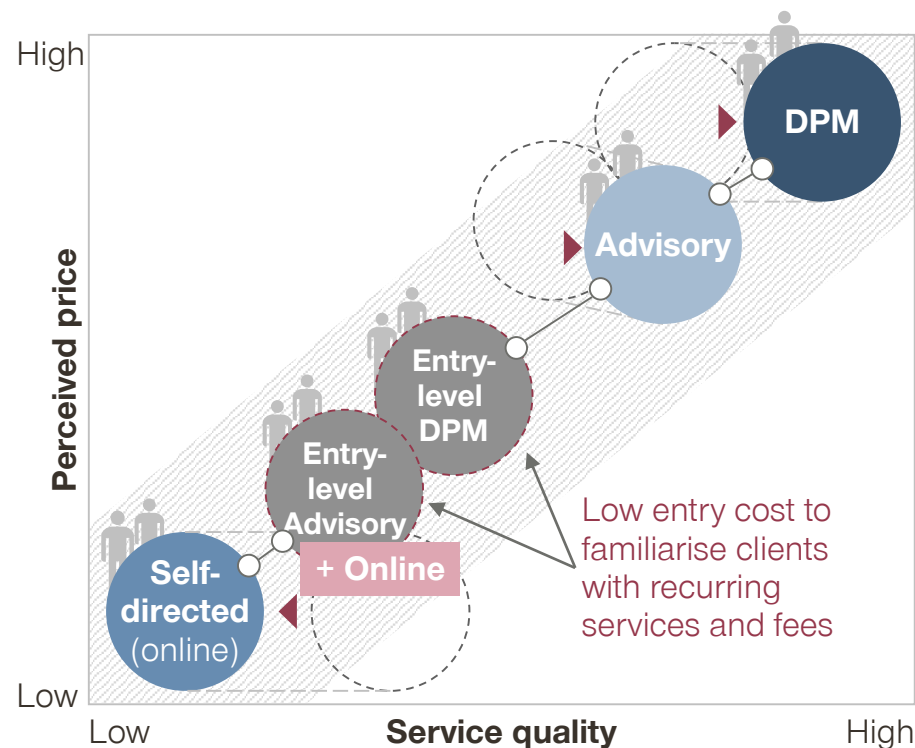 High
DPM
Advisory
Perceived price
Entry-
level
DPM
Entry-
level
Advisory
+ Online
Low entry cost to
familiarise clients
with recurring
services and fees
Self-
directed
(online)
Low
Low
Service quality
High